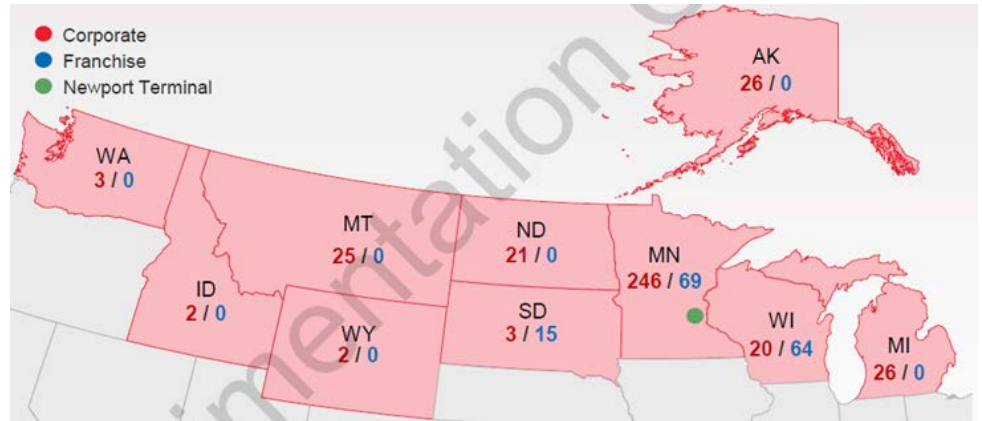 Corporate
Franchise
Newport Terminal
AK
26 / 0
WA
3 / 0
MT
25 / 0
ND
21 / 0
MN
246 / 69
ID
2 / 0
SD
3 / 15
WI
20 / 64
WY
2 / 0
MI
26 / 0